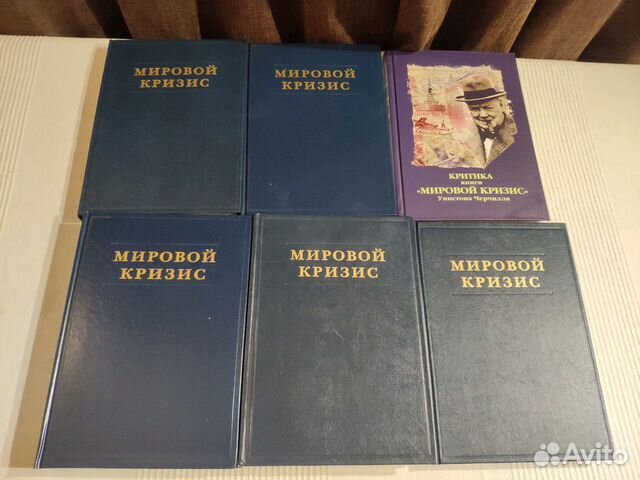 МИРОВОЙ
КРИЗИС
МИРОВОЙ
КРИЗИС
КРИТИКА
КНИГИ
«МИРОВОЙ КРИЗИС»
Уинстона Черчилля
МИРОВОЙ
КРИЗИС
МИРОВОЙ
КРИЗИС
МИРОВОЙ
КРИЗИС
Avito